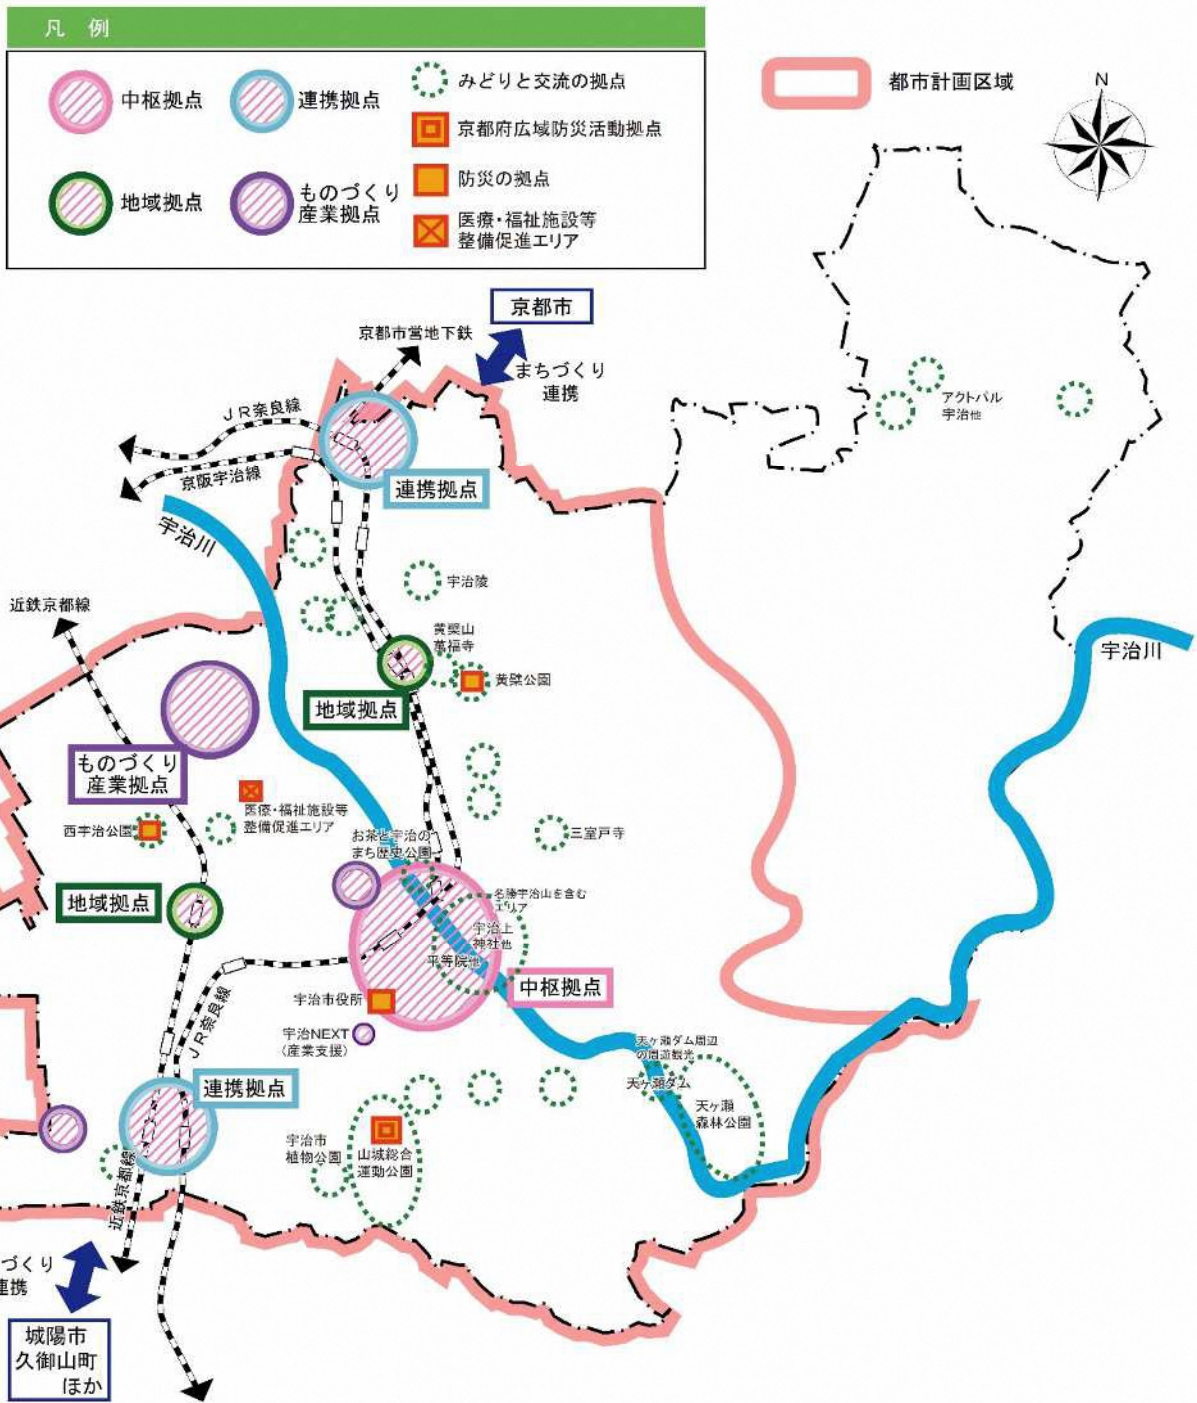 凡 例
中枢拠点
連携拠点
みどりと交流の拠点
京都府広域防災活動拠点
地域拠点
ものづくり
産業拠点
防災の拠点
医療・福祉施設等
整備促進エリア
都市計画区域
N
京都市
京都市営地下鉄
まちづくり
連携
JR奈良線
京阪宇治線
連携拠点
宇治川
アクトパル
宇治他
宇治陵
近鉄京都線
黄檗山
萬福寺
黄檗公園
宇治川
地域拠点
ものづくり
産業拠点
医療・福祉施設等
整備促進エリア
西宇治公園
お茶と宇治の
まち歴史公園
三室戸寺
地域拠点
名勝宇治山を含む
エリア
宇治上
神社他
平等院他
中枢拠点
宇治市役所
宇治NEXT
(産業支援)
JR奈良線
天ヶ瀬ダム周辺
の周遊観光
天ヶ瀬ダム
天ヶ瀬
森林公園
連携拠点
宇治市
植物公園
山城総合
運動公園
近鉄京都線
づくり
連携
城陽市
久御山町
ほか